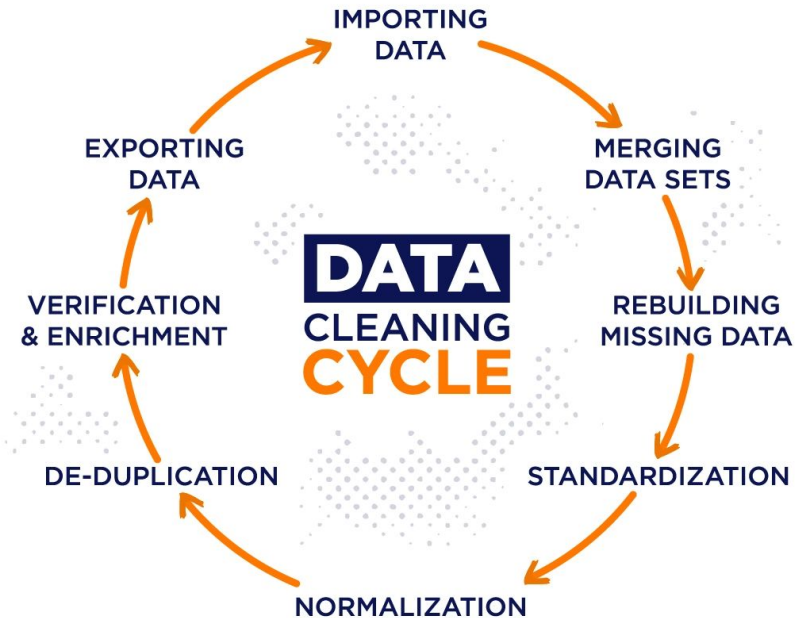 IMPORTING
DATA
MERGING
DATA SETS
REBUILDING
MISSING DATA
STANDARDIZATION
NORMALIZATION
DE-DUPLICATION
VERIFICATION
& ENRICHMENT
EXPORTING
DATA
DATA
CLEANING
CYCLE